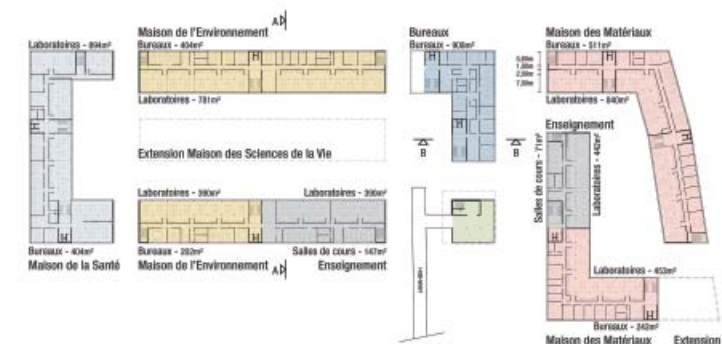 Laboratoires - 894m²
Maison de l'Environnement
Bureaux - 404m²
A
Bureaux
Bureaux - 908m²
Maison des Matériaux
Bureaux - 511m²
Laboratoires - 781m²
Laboratoires - 840m²
Enseignement
B
B
Salles de cours - 71m²
Laboratoires - 442m²
Extension Maison des Sciences de la Vie
Laboratoires - 390m²
Laboratoires - 390m²
Bureaux - 404m²
Maison de la Santé
Bureaux - 202m²
Salles de cours - 147m²
Maison de l'Environnement
A
Enseignement
Laboratoires - 453m²
Bureaux - 242m²
Maison des Matériaux
Extension